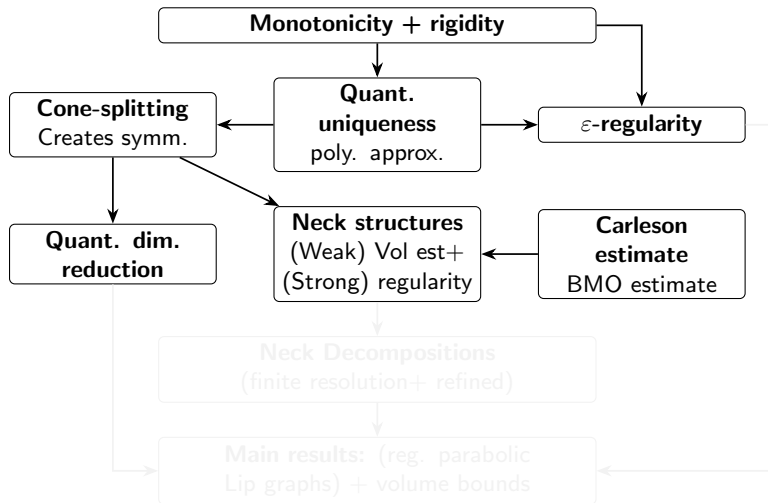 Monotonicity + rigidity
Cone-splitting
Creates symm.
Quant.
uniqueness
poly. approx.
ε-regularity
Quant. dim.
reduction
Neck structures
(Weak) Vol est+
(Strong) regularity
Carleson
estimate
BMO estimate
Neck Decompositions
(finite resolution+ refined)
Main results: (reg. parabolic
Lip graphs) + volume bounds